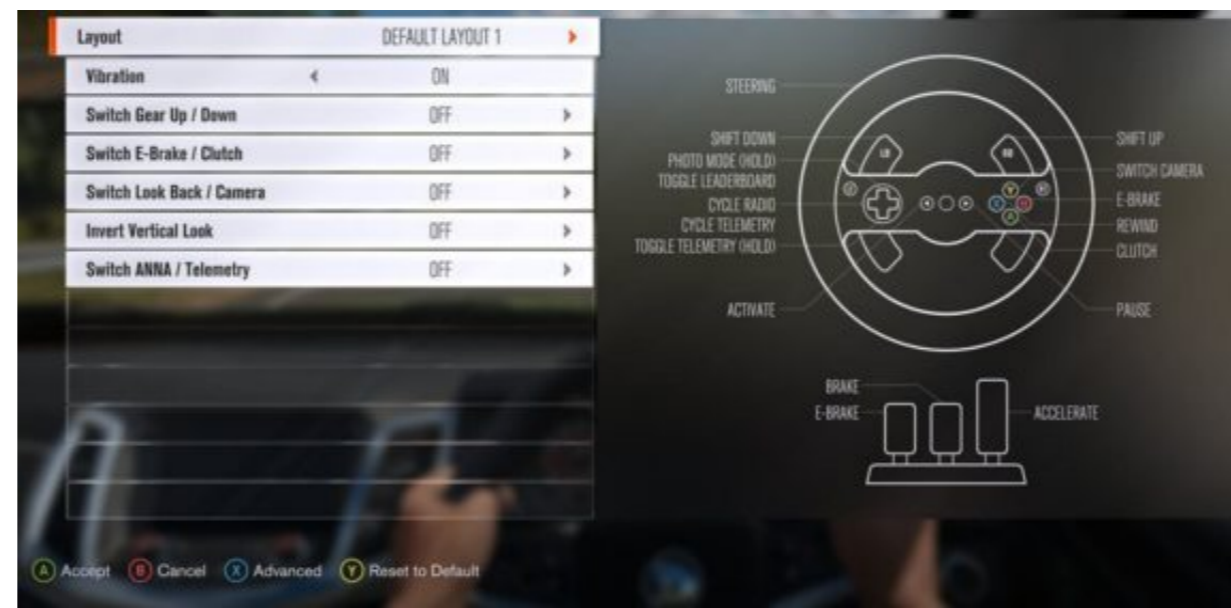 Layout DEFAULT LAYOUT 1
Vibration ON
Switch Gear Up / Down OFF
Switch E-Brake / Clutch OFF
Switch Look Back / Camera OFF
Invert Vertical Look OFF
Switch ANNA / Telemetry OFF
STEERING
SHIFT DOWN
PHOTO MODE (HOLD)
TOGGLE LEADERBOARD
CYCLE RADIO
CYCLE TELEMETRY
TOGGLE TELEMETRY (HOLD)
ACTIVATE
LB
RB
Y
X
B
A
SHIFT UP
SWITCH CAMERA
E-BRAKE
REWIND
CLUTCH
PAUSE
BRAKE
E-BRAKE
ACCELERATE
A Accept B Cancel X Advanced Y Reset to Default